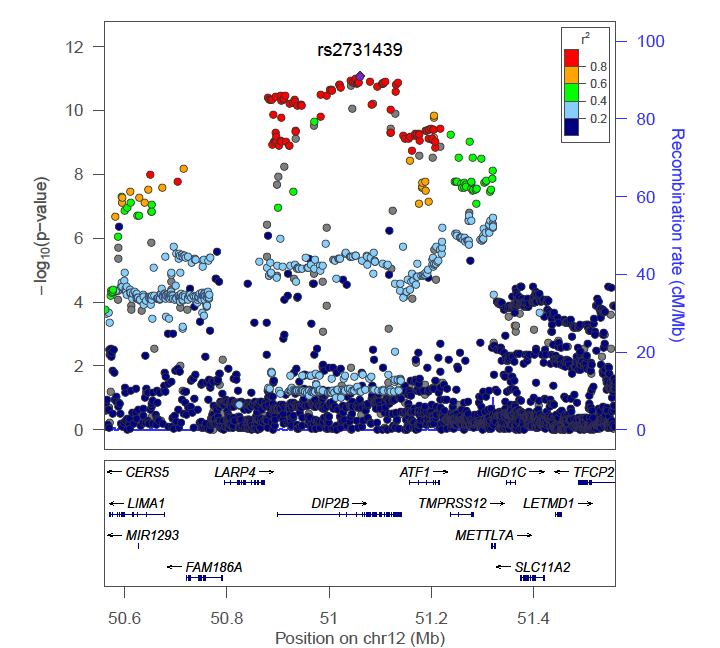 rs2731439
r²
0.8
0.6
0.4
0.2
12
10
8
6
4
2
0
−log10(p−value)
100
80
60
40
20
0
Recombination rate (cM/Mb)
← CERS5
LARP4 →
ATF1 →
HIGD1C →
← TFCP2
← LIMA1
DIP2B →
TMPRSS12 →
LETMD1 →
← MIR1293
METTL7A →
← FAM186A
← SLC11A2
50.6
50.8
51
51.2
51.4
Position on chr12 (Mb)